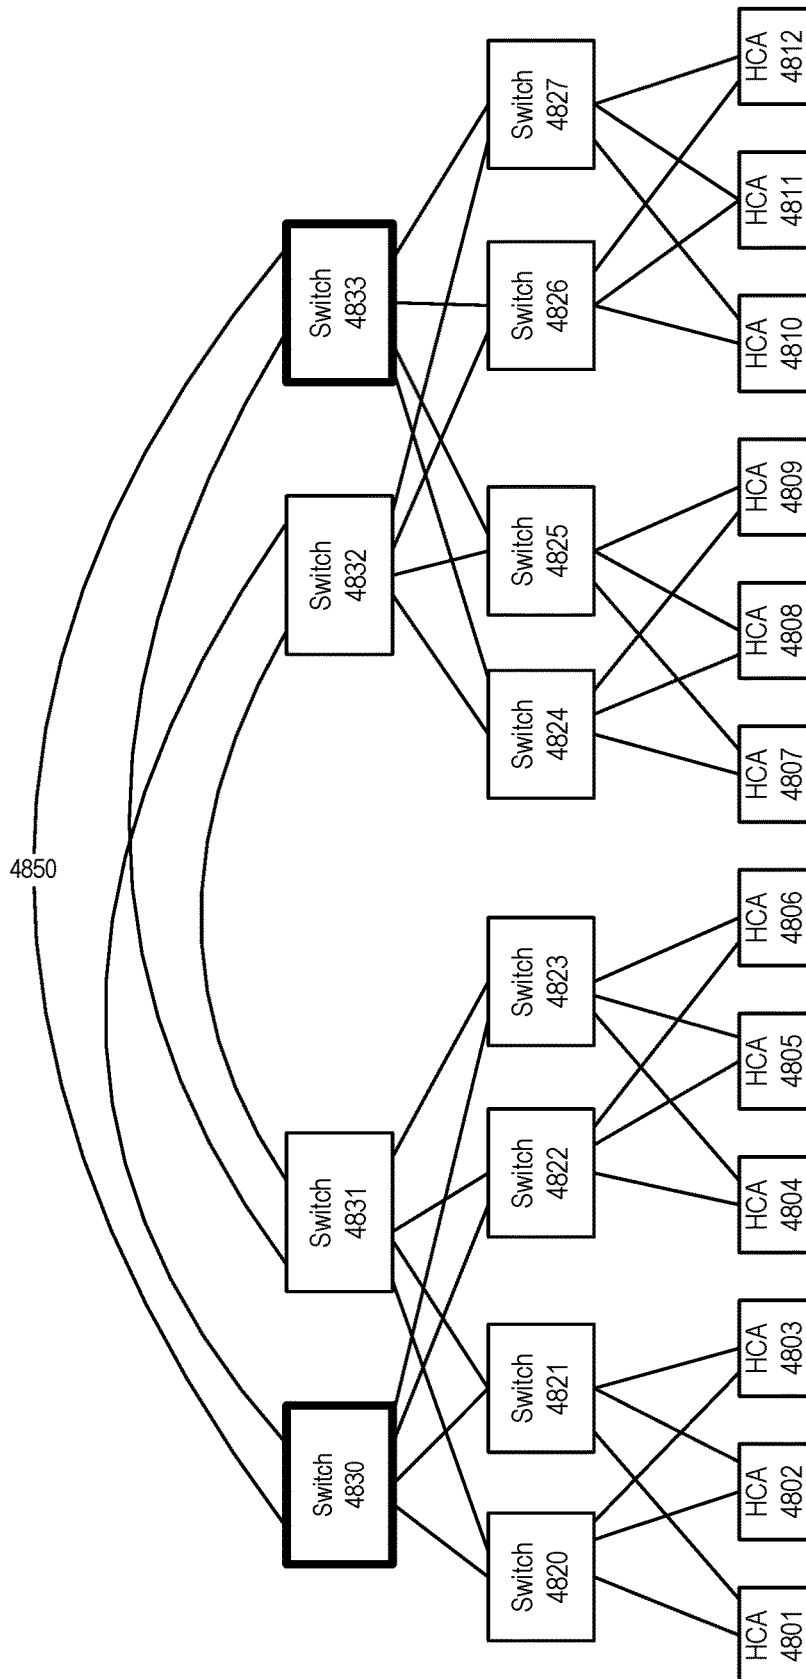 4850
Switch
4830
Switch
4831
Switch
4832
Switch
4833
Switch
4820
Switch
4821
Switch
4822
Switch
4823
Switch
4824
Switch
4825
Switch
4826
Switch
4827
HCA
4801
HCA
4802
HCA
4803
HCA
4804
HCA
4805
HCA
4806
HCA
4807
HCA
4808
HCA
4809
HCA
4810
HCA
4811
HCA
4812